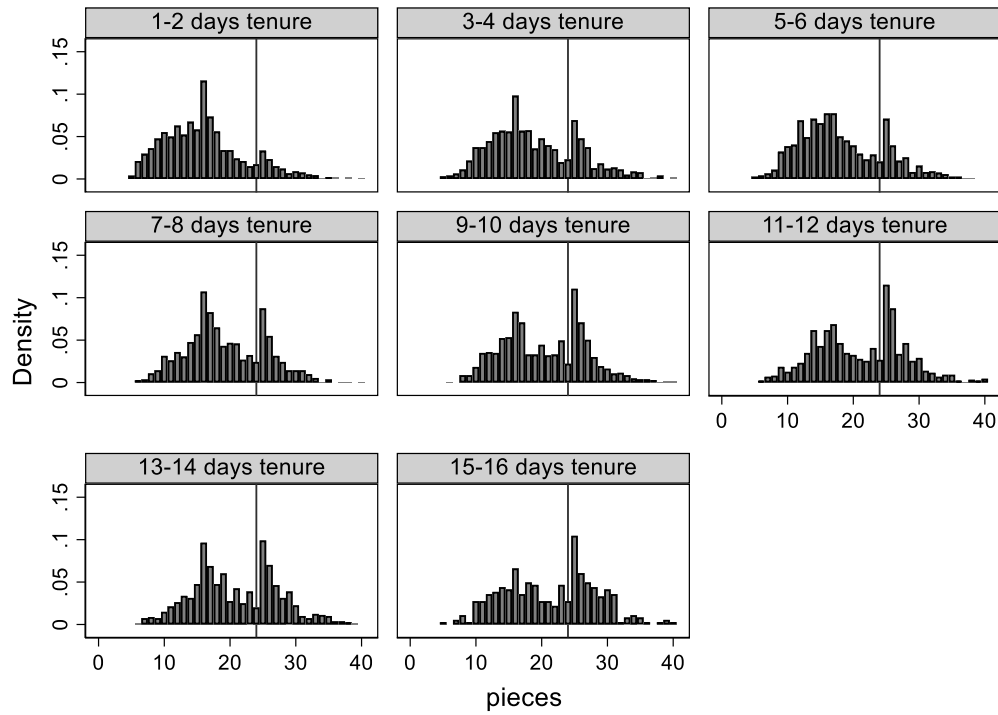 1-2 days tenure
3-4 days tenure
5-6 days tenure
.15
.1
.05
0
7-8 days tenure
9-10 days tenure
11-12 days tenure
.15
.1
.05
0
0 10 20 30 40
13-14 days tenure
15-16 days tenure
.15
.1
.05
0
0 10 20 30 40
0 10 20 30 40
Density
pieces